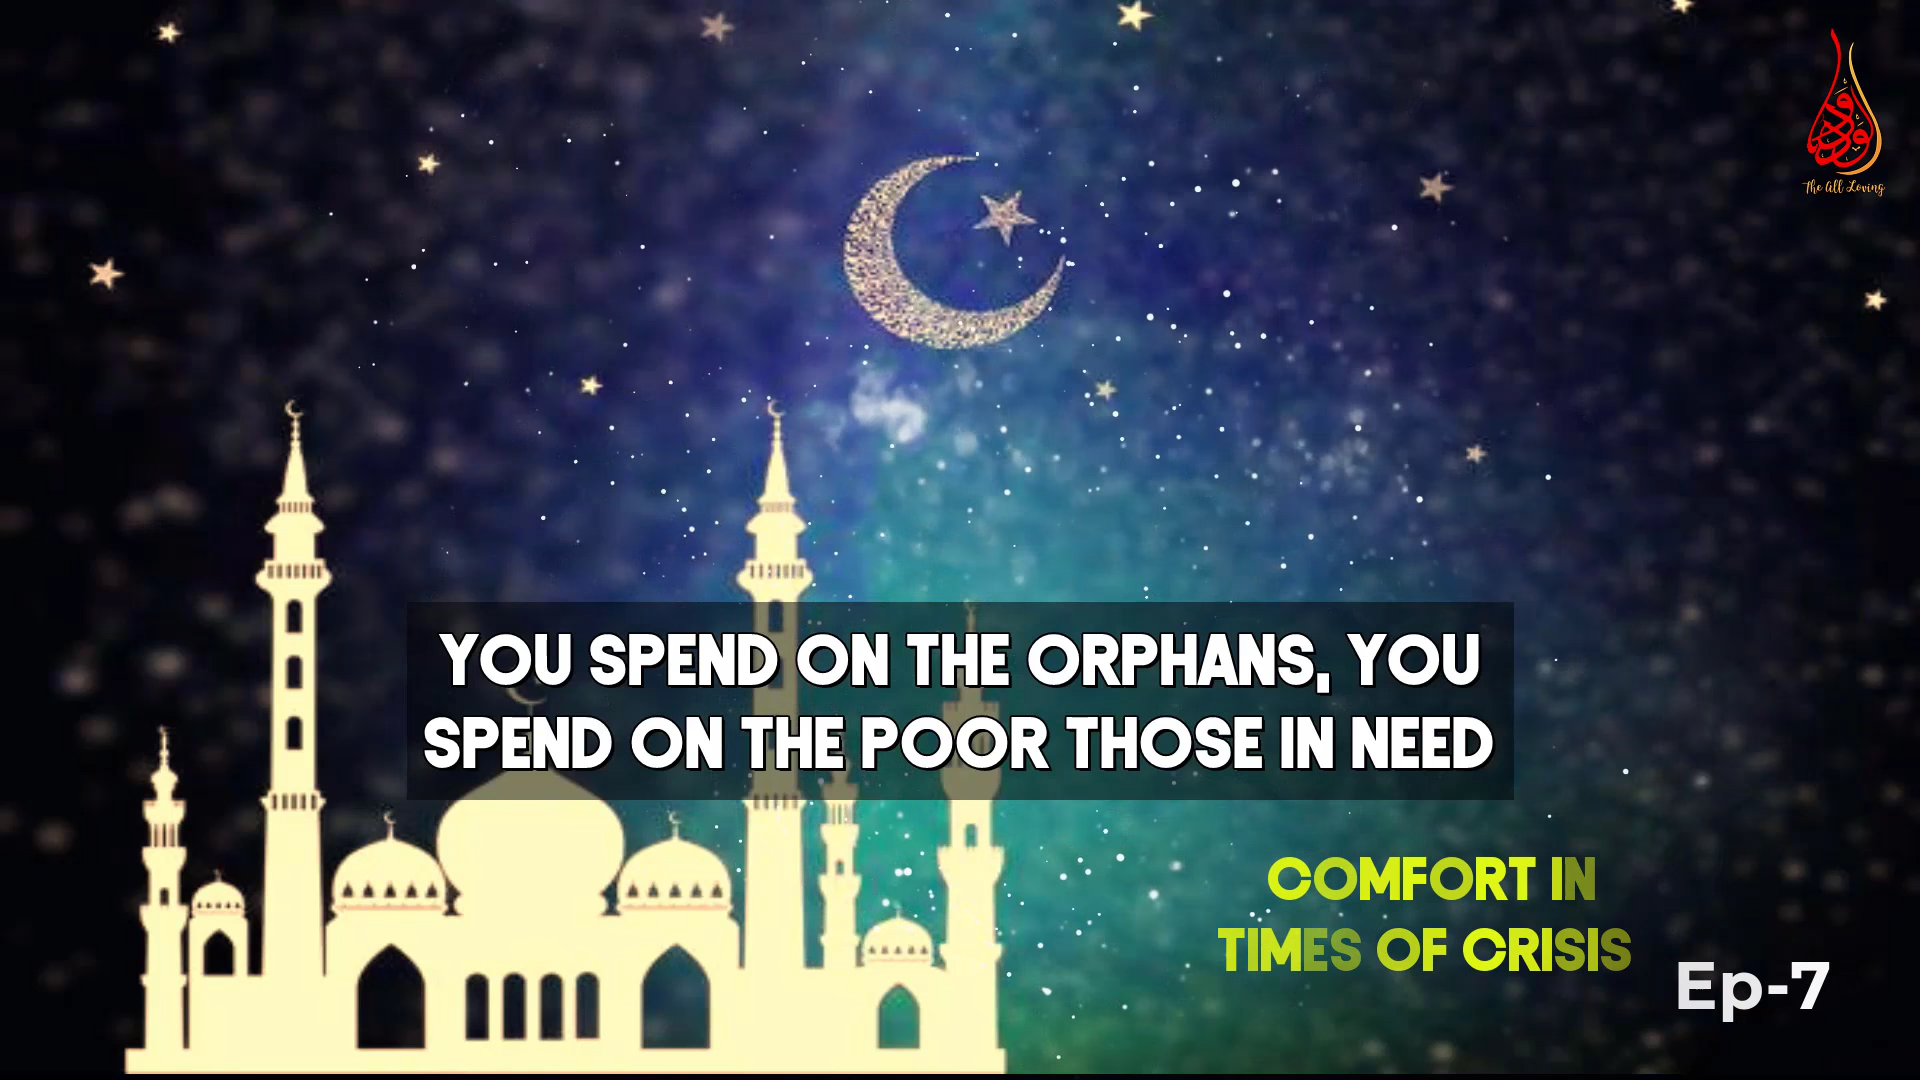 الودود
The All Loving
YOU SPEND ON THE ORPHANS, YOU
SPEND ON THE POOR THOSE IN NEED
COMFORT IN
TIMES OF CRISIS
Ep-7